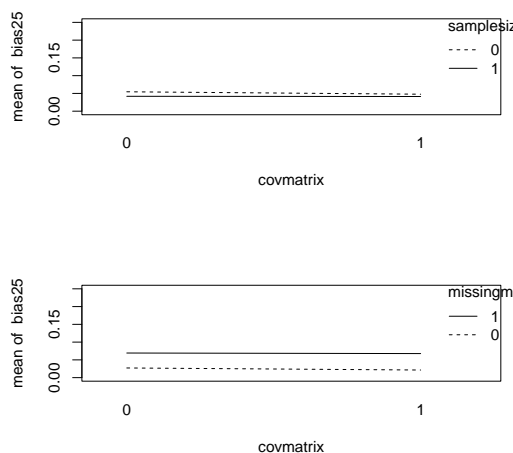 mean of bias25
0.00
0.15
0
1
covmatrix
samplesiz
0
1
mean of bias25
0.00
0.15
0
1
covmatrix
missingm
1
0